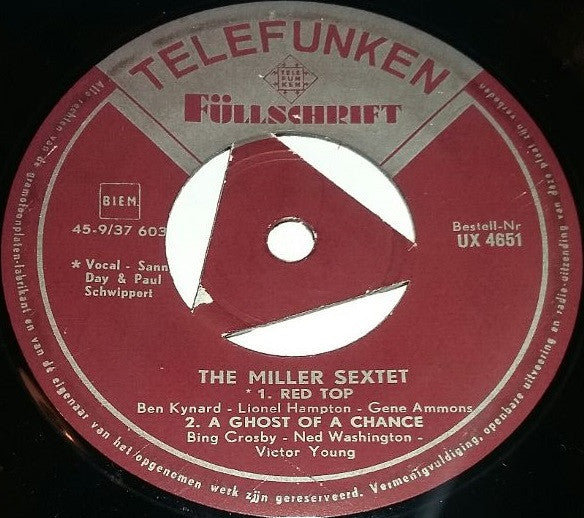 TELEFUNKEN
TELE
FUN
KEN
FÜLLSCHRIFT
BIEM
45-9/37 603
Bestell-Nr
UX 4651
* Vocal - Sann
Day & Paul
Schwippert
THE MILLER SEXTET
* 1. RED TOP
Ben Kynard - Lionel Hampton - Gene Ammons
2. A GHOST OF A CHANCE
Bing Crosby - Ned Washington -
Victor Young
Alle rechten van de Gramofoonplaten-fabrikant en van de eigenaar van het opgenomen werk zijn gereserveerd. Vermenigvuldiging, openbare uitvoering en radio-uitzending van deze plaat zijn verboden